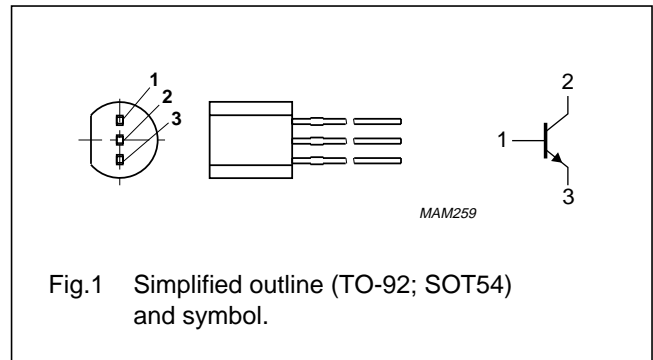 1
2
3
MAM259
2
1
3
Fig.1 Simplified outline (TO-92; SOT54)
and symbol.